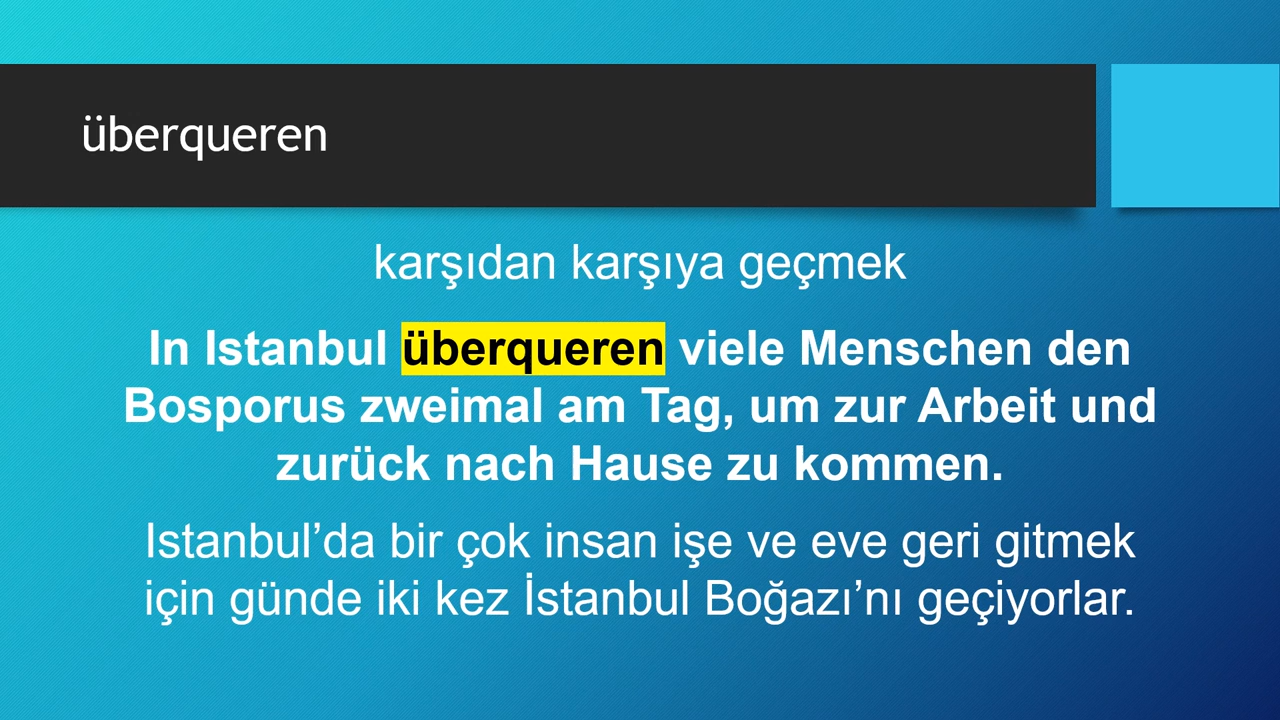 überqueren
karşıdan karşıya geçmek
In Istanbul überqueren viele Menschen den
Bosporus zweimal am Tag, um zur Arbeit und
zurück nach Hause zu kommen.
Istanbul’da bir çok insan işe ve eve geri gitmek
için günde iki kez İstanbul Boğazı’nı geçiyorlar.